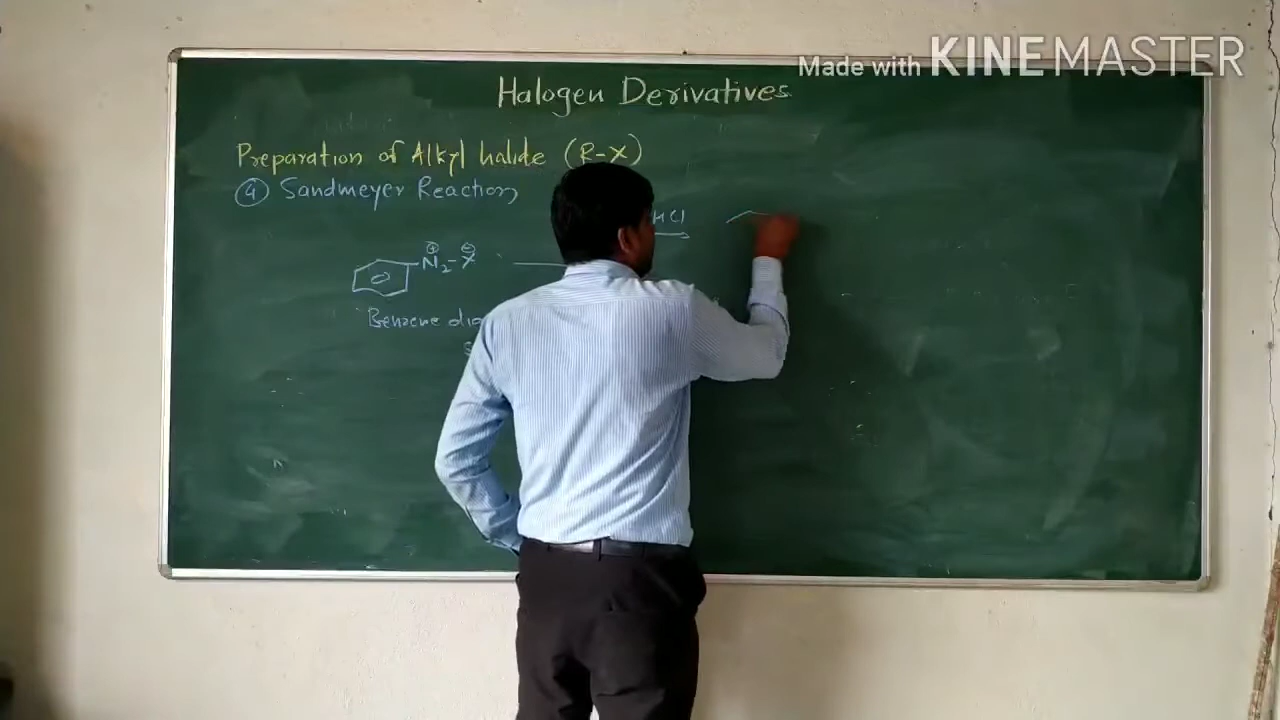 Made with KINEMASTER
Halogen Derivatives
Preparation of Alkyl halide (R-X)
④ Sandmeyer Reaction
HCl
⊕ ⊖
N₂-X
Benzene